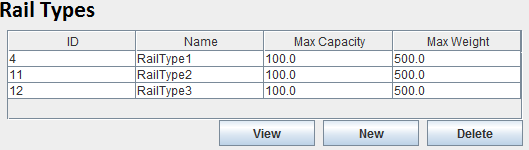 Rail Types
ID Name Max Capacity Max Weight
4 RailType1 100.0 500.0
11 RailType2 100.0 500.0
12 RailType3 100.0 500.0
View New Delete